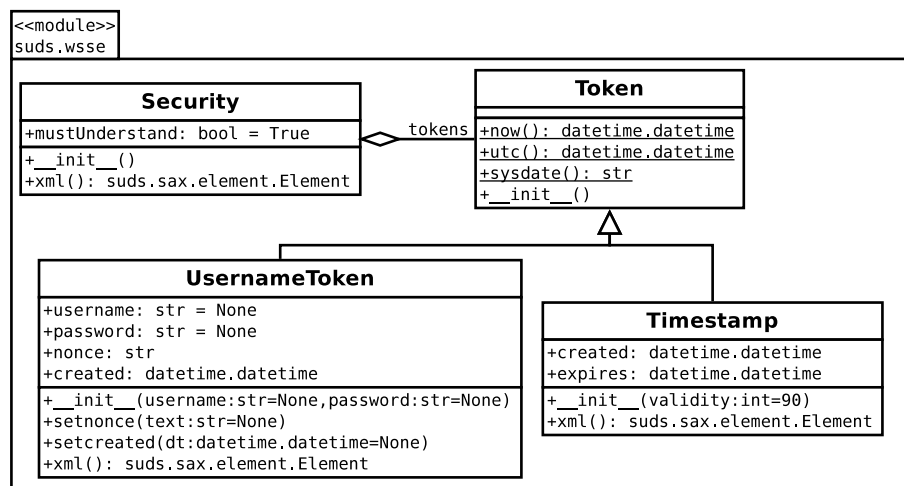 <<module>>
suds.wsse
Security
+mustUnderstand: bool = True
+__init__()
+xml(): suds.sax.element.Element
tokens
Token
+now(): datetime.datetime
+utc(): datetime.datetime
+sysdate(): str
+__init__()
UsernameToken
+username: str = None
+password: str = None
+nonce: str
+created: datetime.datetime
+__init__(username:str=None,password:str=None)
+setnonce(text:str=None)
+setcreated(dt:datetime.datetime=None)
+xml(): suds.sax.element.Element
Timestamp
+created: datetime.datetime
+expires: datetime.datetime
+__init__(validity:int=90)
+xml(): suds.sax.element.Element